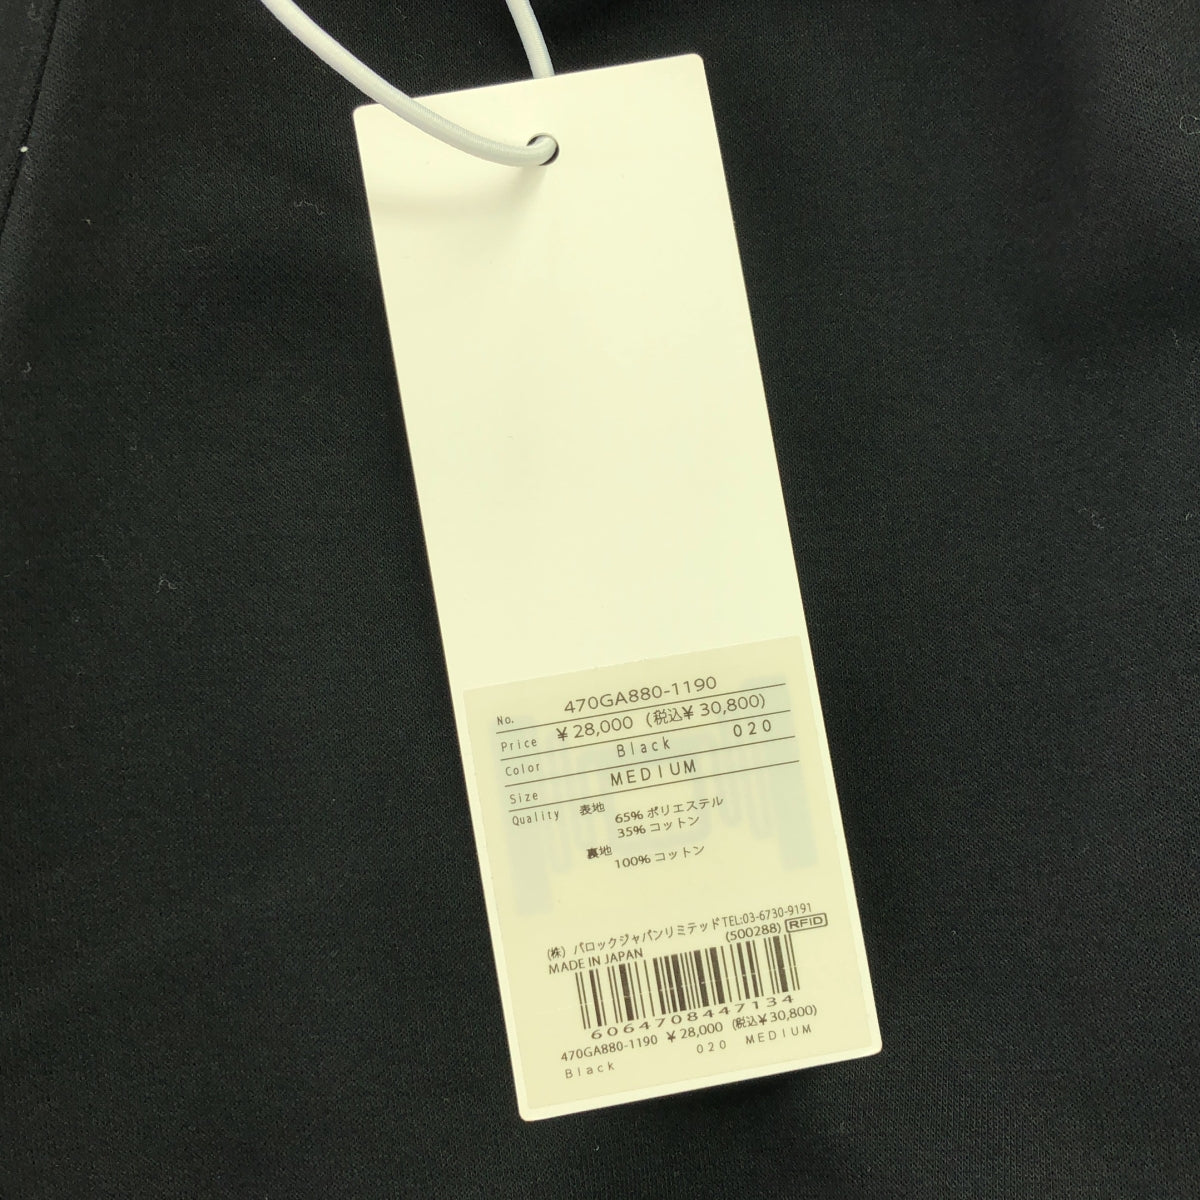 No. 470GA880-1190
Price ¥28,000 (税込¥30,800)
Color Black 020
Size MEDIUM
Quality 表地 65% ポリエステル
35% コットン
裏地 100% コットン
(株) バロックジャパンリミテッド TEL:03-6730-9191
MADE IN JAPAN (500288) RFID
6064708447134
470GA880-1190 ¥28,000 (税込¥30,800)
Black 020 MEDIUM